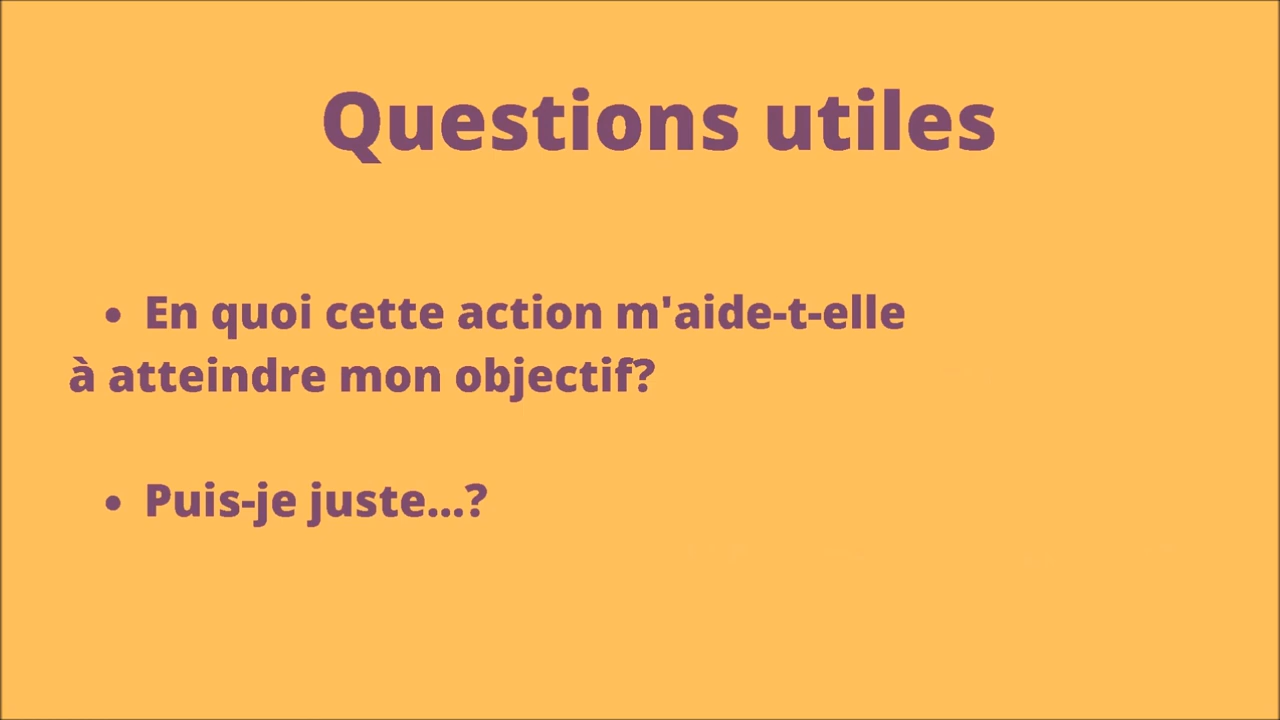 Questions utiles
• En quoi cette action m'aide-t-elle
à atteindre mon objectif?
• Puis-je juste...?